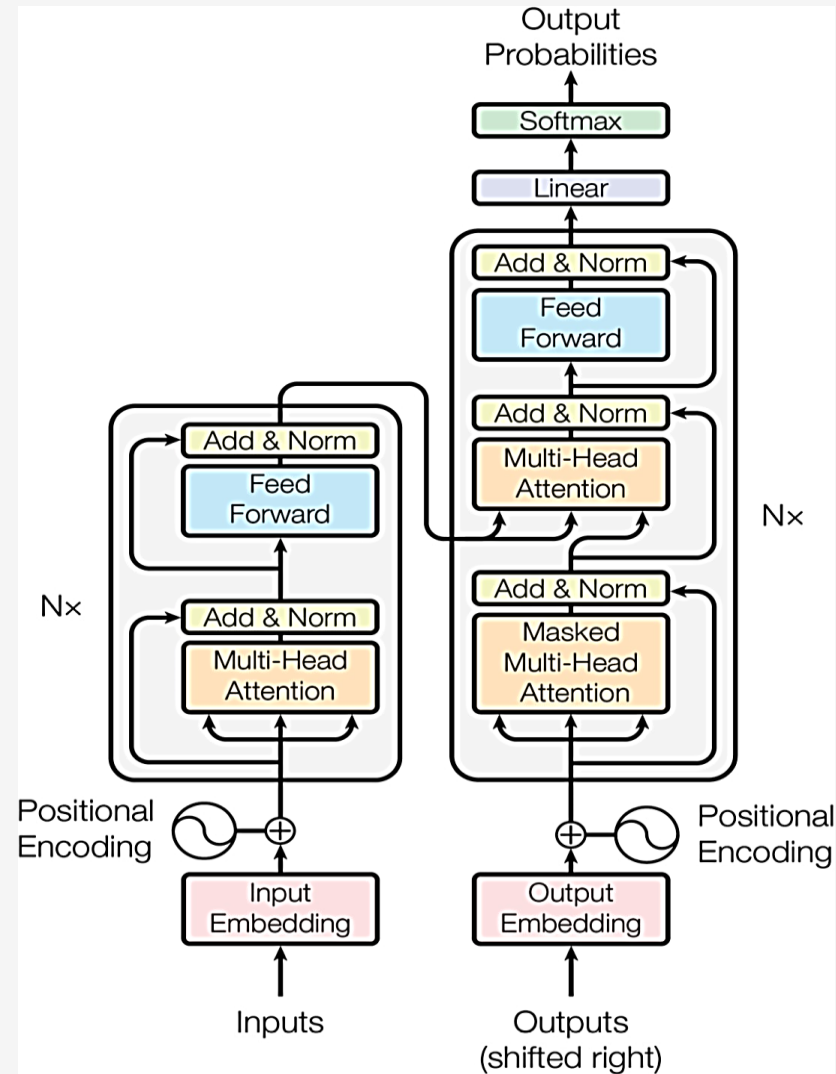 Output
Probabilities
Softmax
Linear
Add & Norm
Feed
Forward
Add & Norm
Multi-Head
Attention
Nx
Add & Norm
Masked
Multi-Head
Attention
Add & Norm
Feed
Forward
Nx
Add & Norm
Multi-Head
Attention
Positional
Encoding
Positional
Encoding
Input
Embedding
Output
Embedding
Inputs
Outputs
(shifted right)